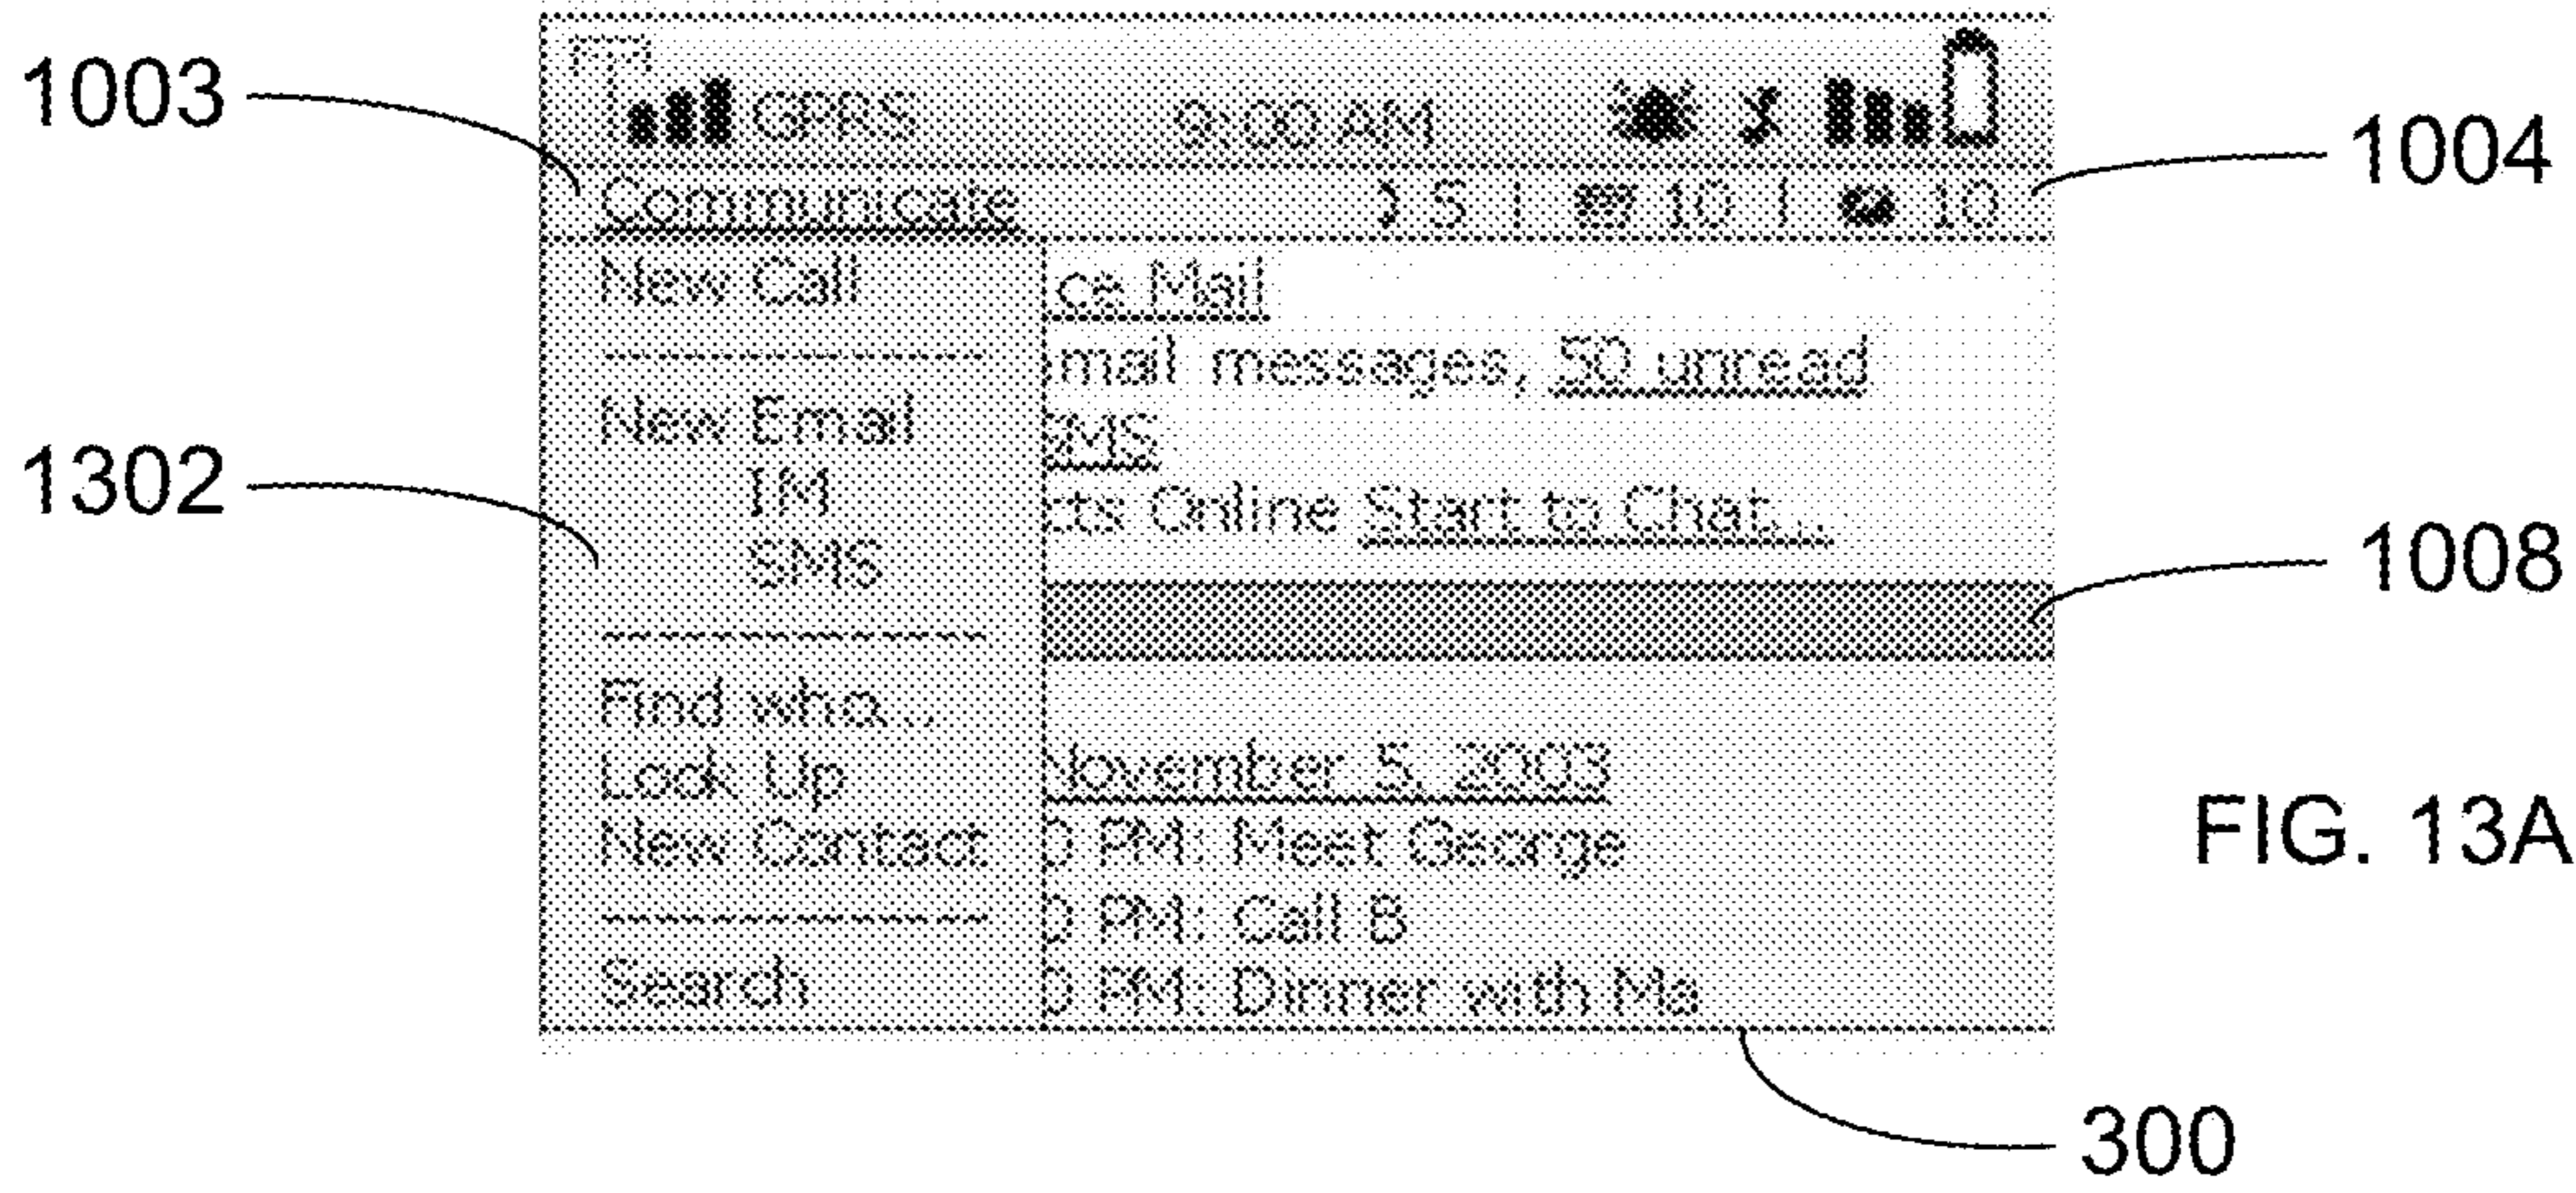 1003
GPRS 9:00 AM
1004
Communicate 5 | 10 | 10
New Call
ca Mail
mail messages, 50 unread
New Email
SMS
1302
IM
cts Online Start to Chat...
SMS
1008
Find who...
Look Up
November 5, 2003
New Contact
0 PM: Meet George
FIG. 13A
0 PM: Call B
Search
0 PM: Dinner with Ma
300